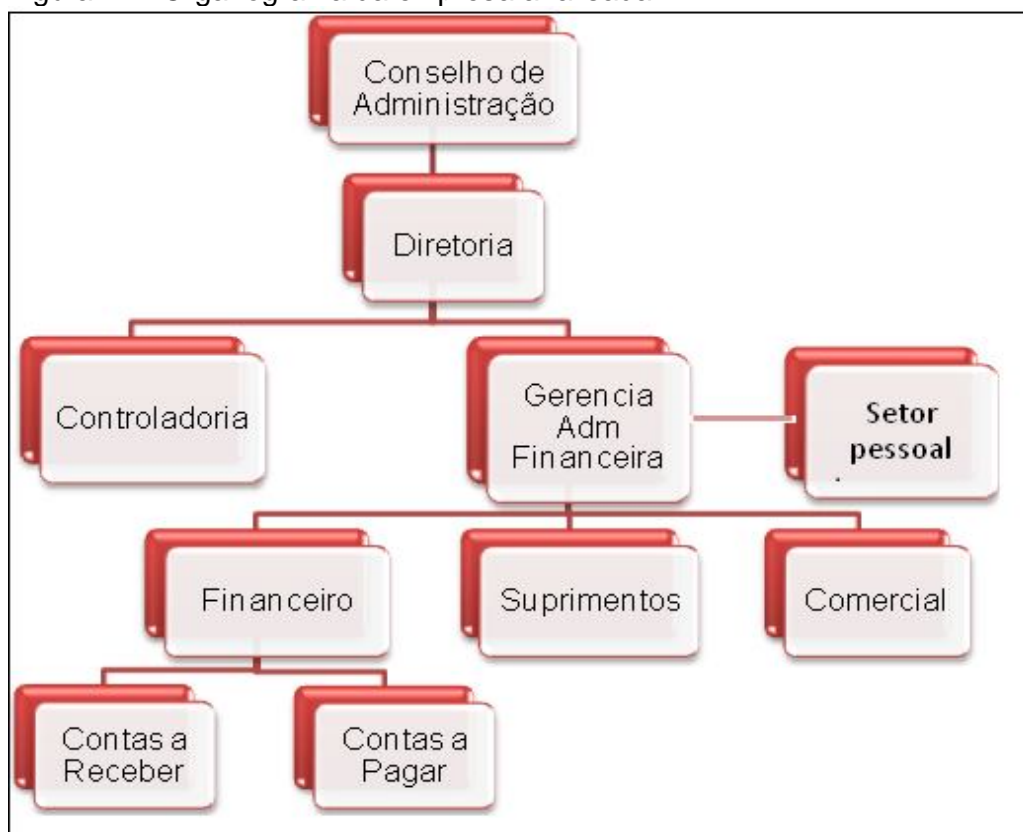 Conselho de
Administração
Diretoria
Controladoria
Gerencia
Adm
Financeira
Setor
pessoal
Financeiro
Suprimentos
Comercial
Contas a
Receber
Contas a
Pagar